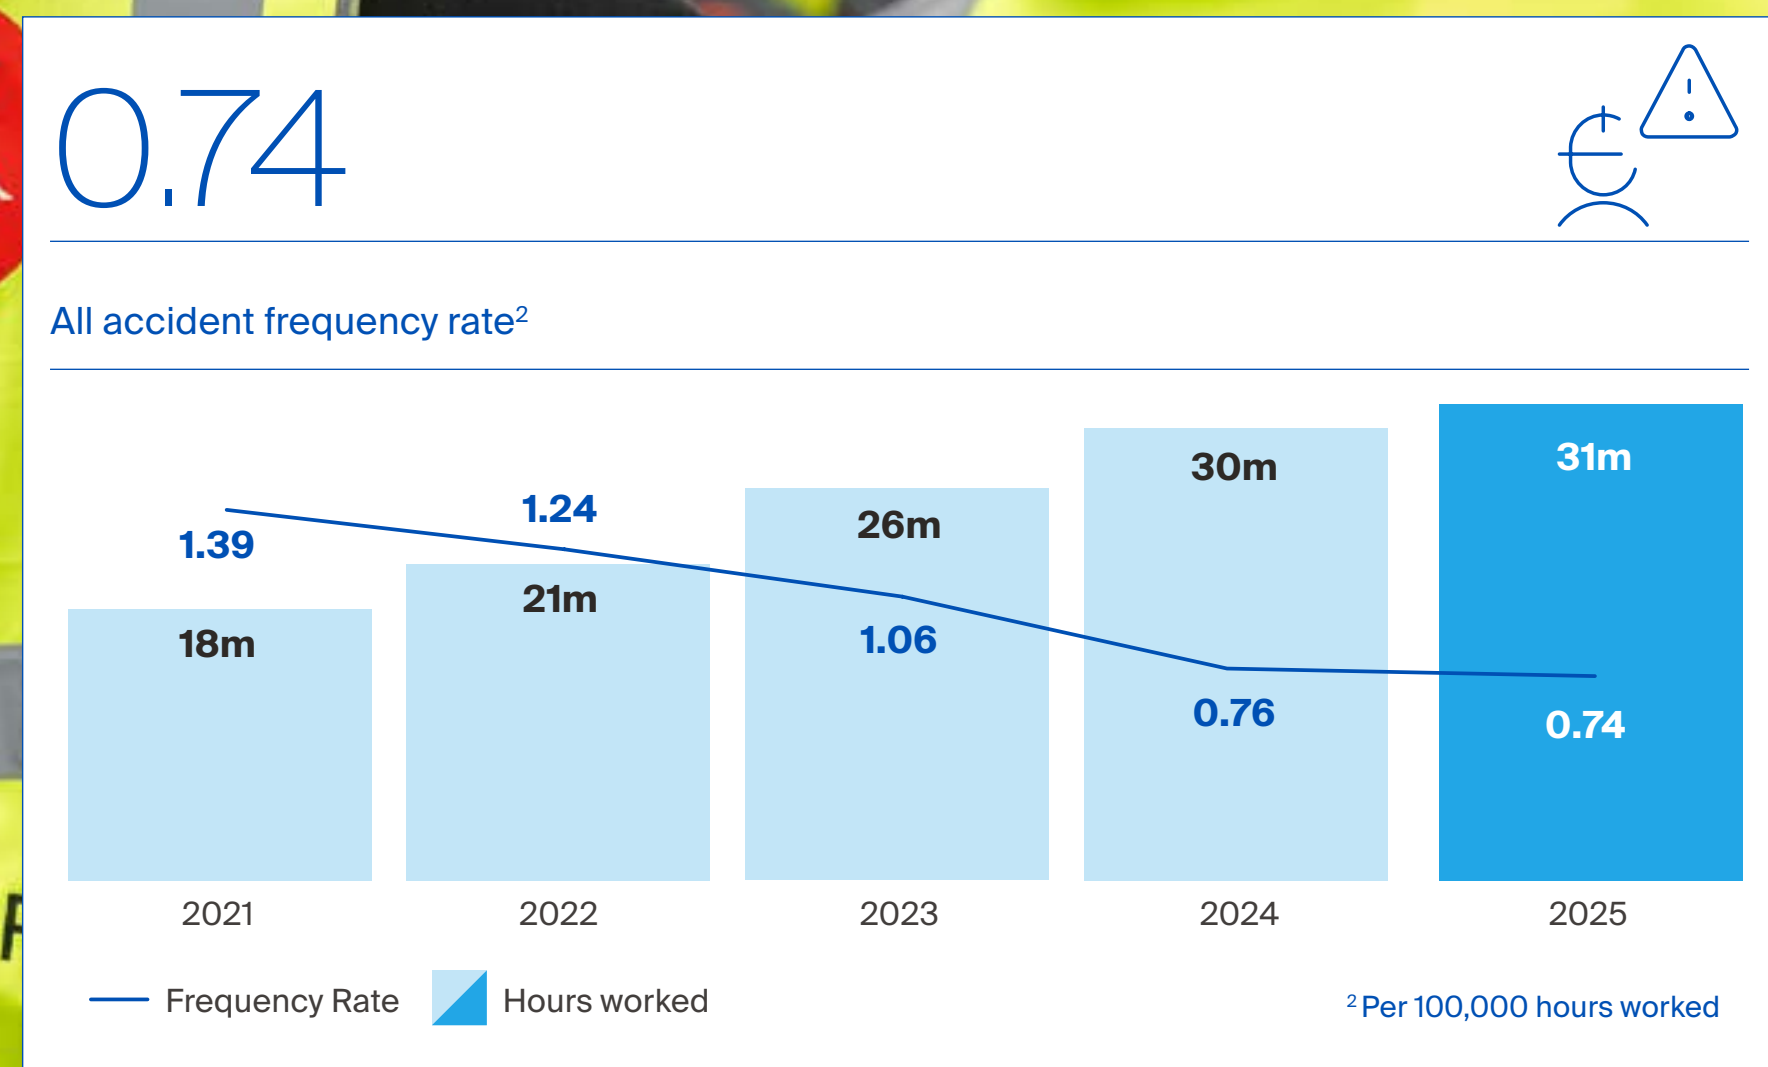 0.74
All accident frequency rate²
1.39
1.24
1.06
0.76
0.74
18m
21m
26m
30m
31m
2021
2022
2023
2024
2025
Frequency Rate
Hours worked
² Per 100,000 hours worked